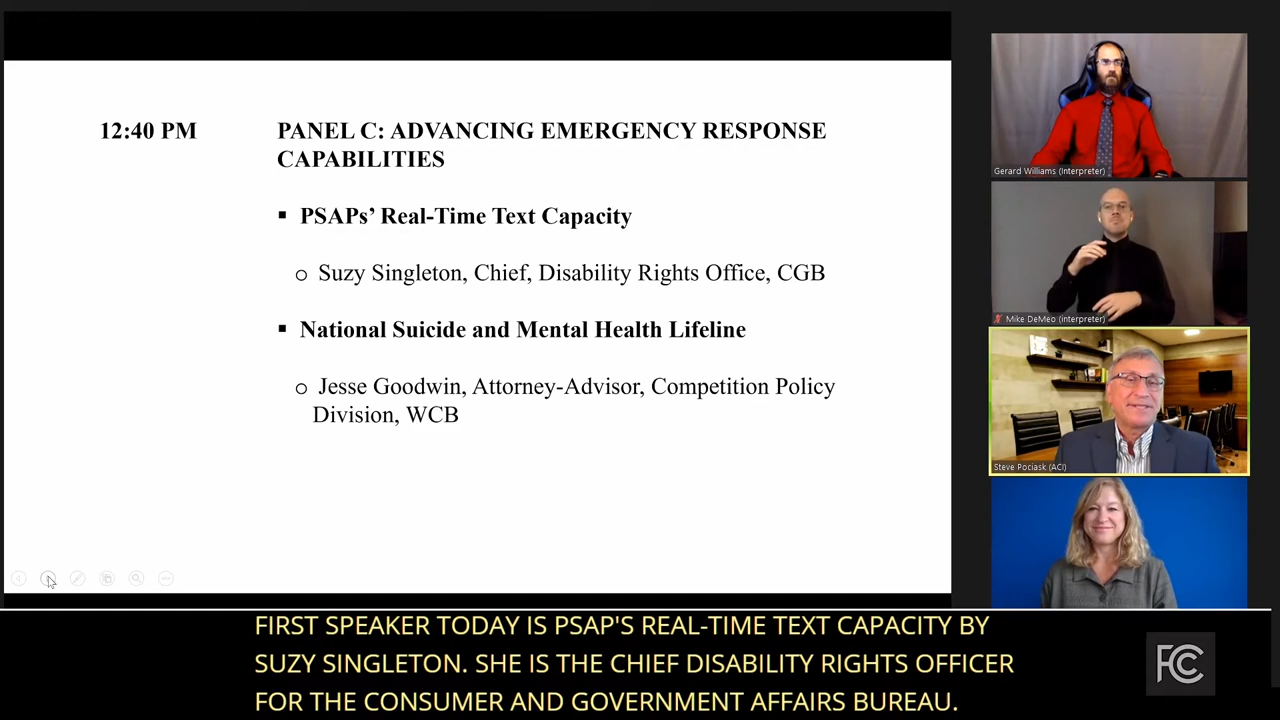 12:40 PM
PANEL C: ADVANCING EMERGENCY RESPONSE
CAPABILITIES
▪ PSAPs' Real-Time Text Capacity
o Suzy Singleton, Chief, Disability Rights Office, CGB
▪ National Suicide and Mental Health Lifeline
o Jesse Goodwin, Attorney-Advisor, Competition Policy
Division, WCB
Gerard Williams (Interpreter)
Mike DeMeo (interpreter)
Steve Pociask (ACI)
FIRST SPEAKER TODAY IS PSAP'S REAL-TIME TEXT CAPACITY BY
SUZY SINGLETON. SHE IS THE CHIEF DISABILITY RIGHTS OFFICER
FOR THE CONSUMER AND GOVERNMENT AFFAIRS BUREAU.
FCC